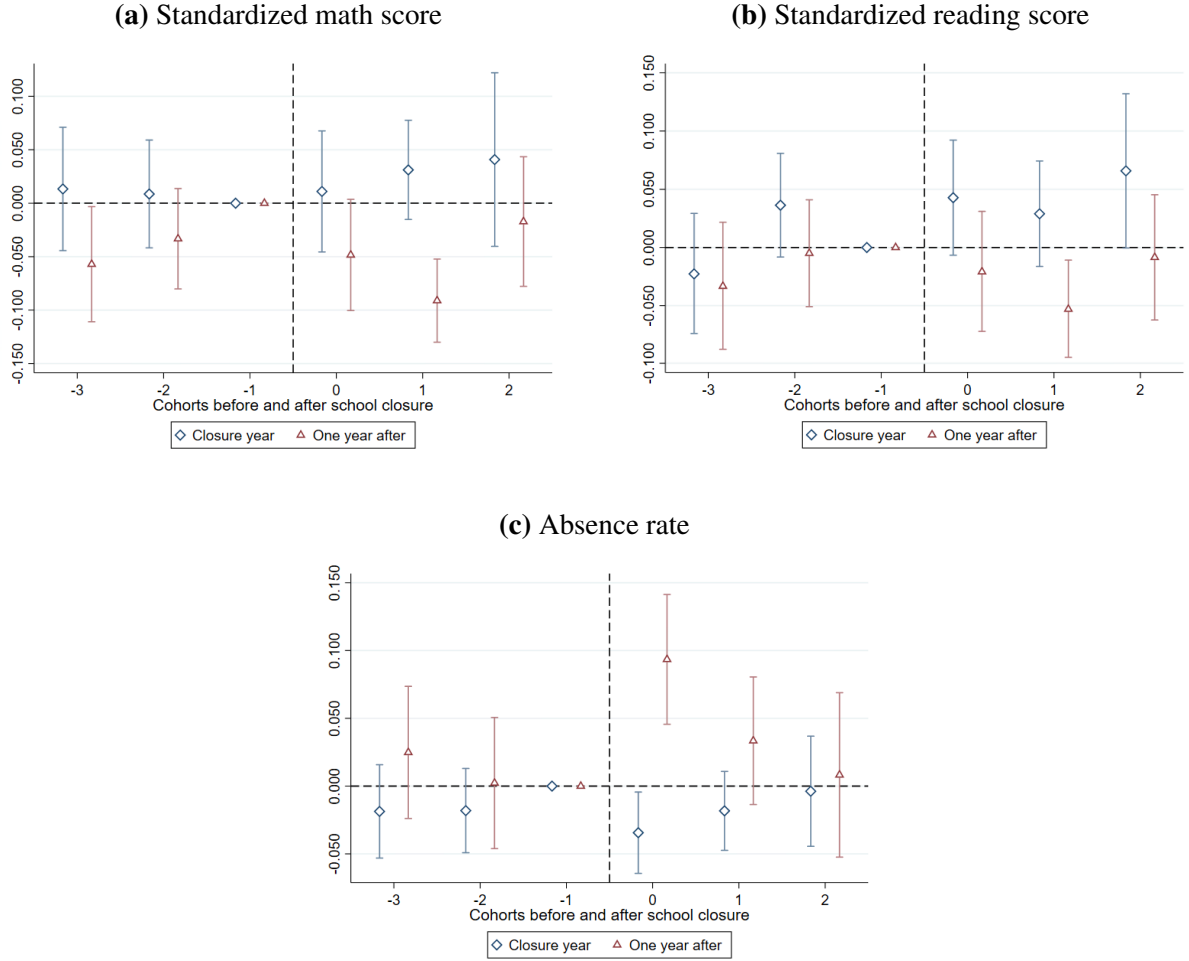 (a) Standardized math score
0.100
0.050
0.000
-0.050
-0.100
-0.150
-3 -2 -1 0 1 2
Cohorts before and after school closure
Closure year One year after
(b) Standardized reading score
0.150
0.100
0.050
0.000
-0.050
-0.100
-3 -2 -1 0 1 2
Cohorts before and after school closure
Closure year One year after
(c) Absence rate
0.150
0.100
0.050
0.000
-0.050
-3 -2 -1 0 1 2
Cohorts before and after school closure
Closure year One year after